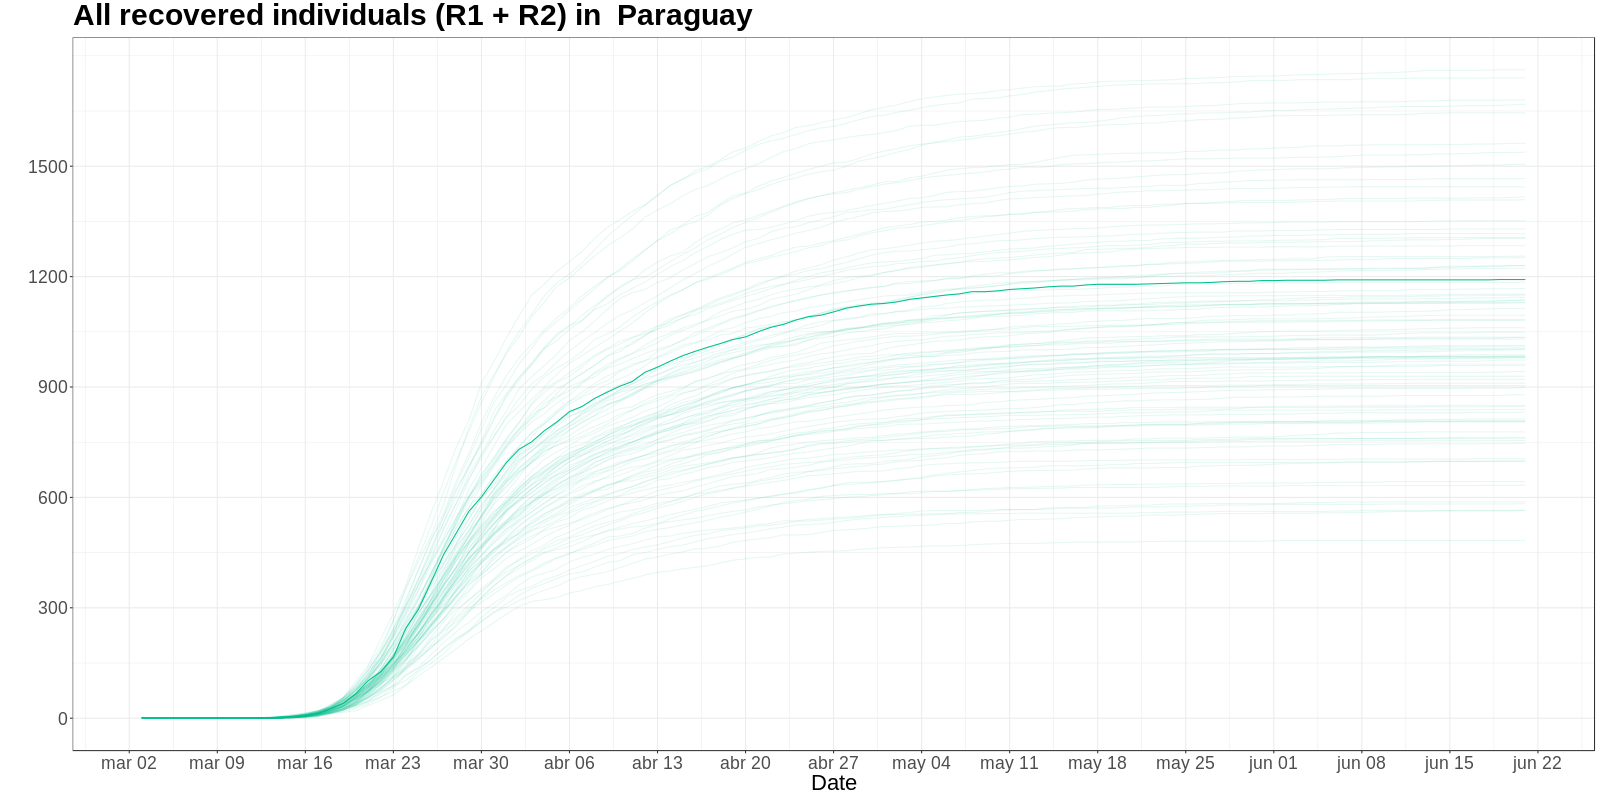 All recovered individuals (R1 + R2) in  Paraguay
1500
1200
900
600
300
0
mar 02 mar 09 mar 16 mar 23 mar 30 abr 06 abr 13 abr 20 abr 27 may 04 may 11 may 18 may 25 jun 01 jun 08 jun 15 jun 22
Date